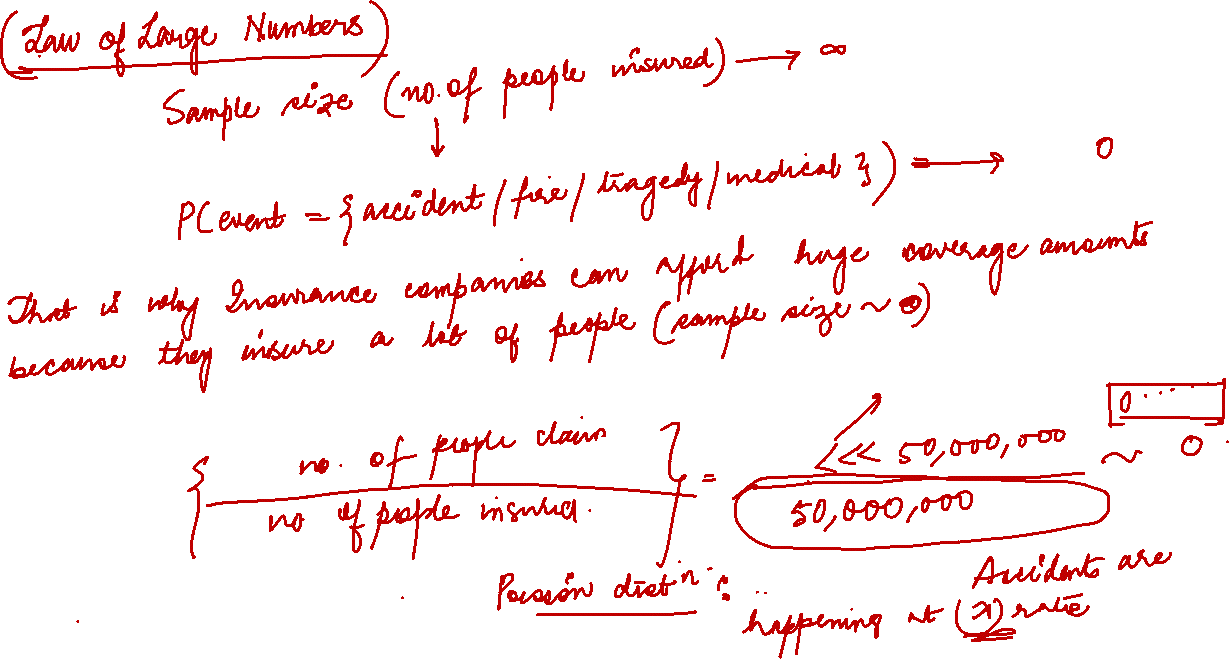 (Law of Large Numbers)
Sample size (no. of people insured) → ∞
↓
P(event = {accident / fire / tragedy / medical}) = → 0
That is why Insurance companies can afford huge coverage amounts
because they insure a lot of people (sample size ~ ∞)
{ no. of people claim / no of people insured. } = <<< 50,000,000 / 50,000,000 ~ 0
0....
Poisson distⁿ : Accidents are
happening at (λ) rate